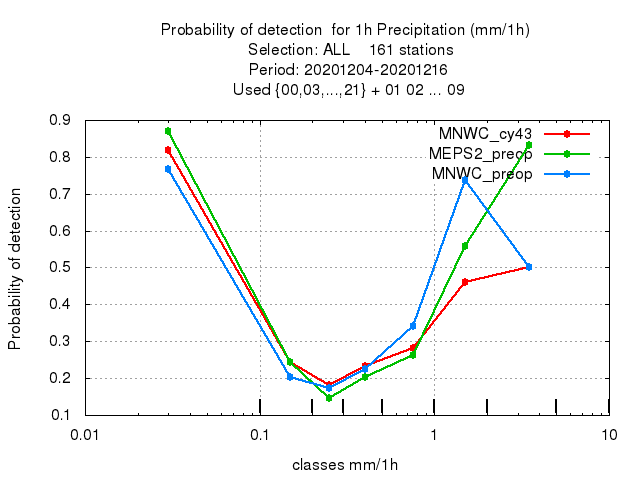 Probability of detection  for 1h Precipitation (mm/1h)
Selection: ALL    161 stations
Period: 20201204-20201216
Used {00,03,...,21} + 01 02 ... 09
MNWC_cy43
MEPS2_preop
MNWC_preop
Probability of detection
0.9
0.8
0.7
0.6
0.5
0.4
0.3
0.2
0.1
0.01 0.1 1 10
classes mm/1h